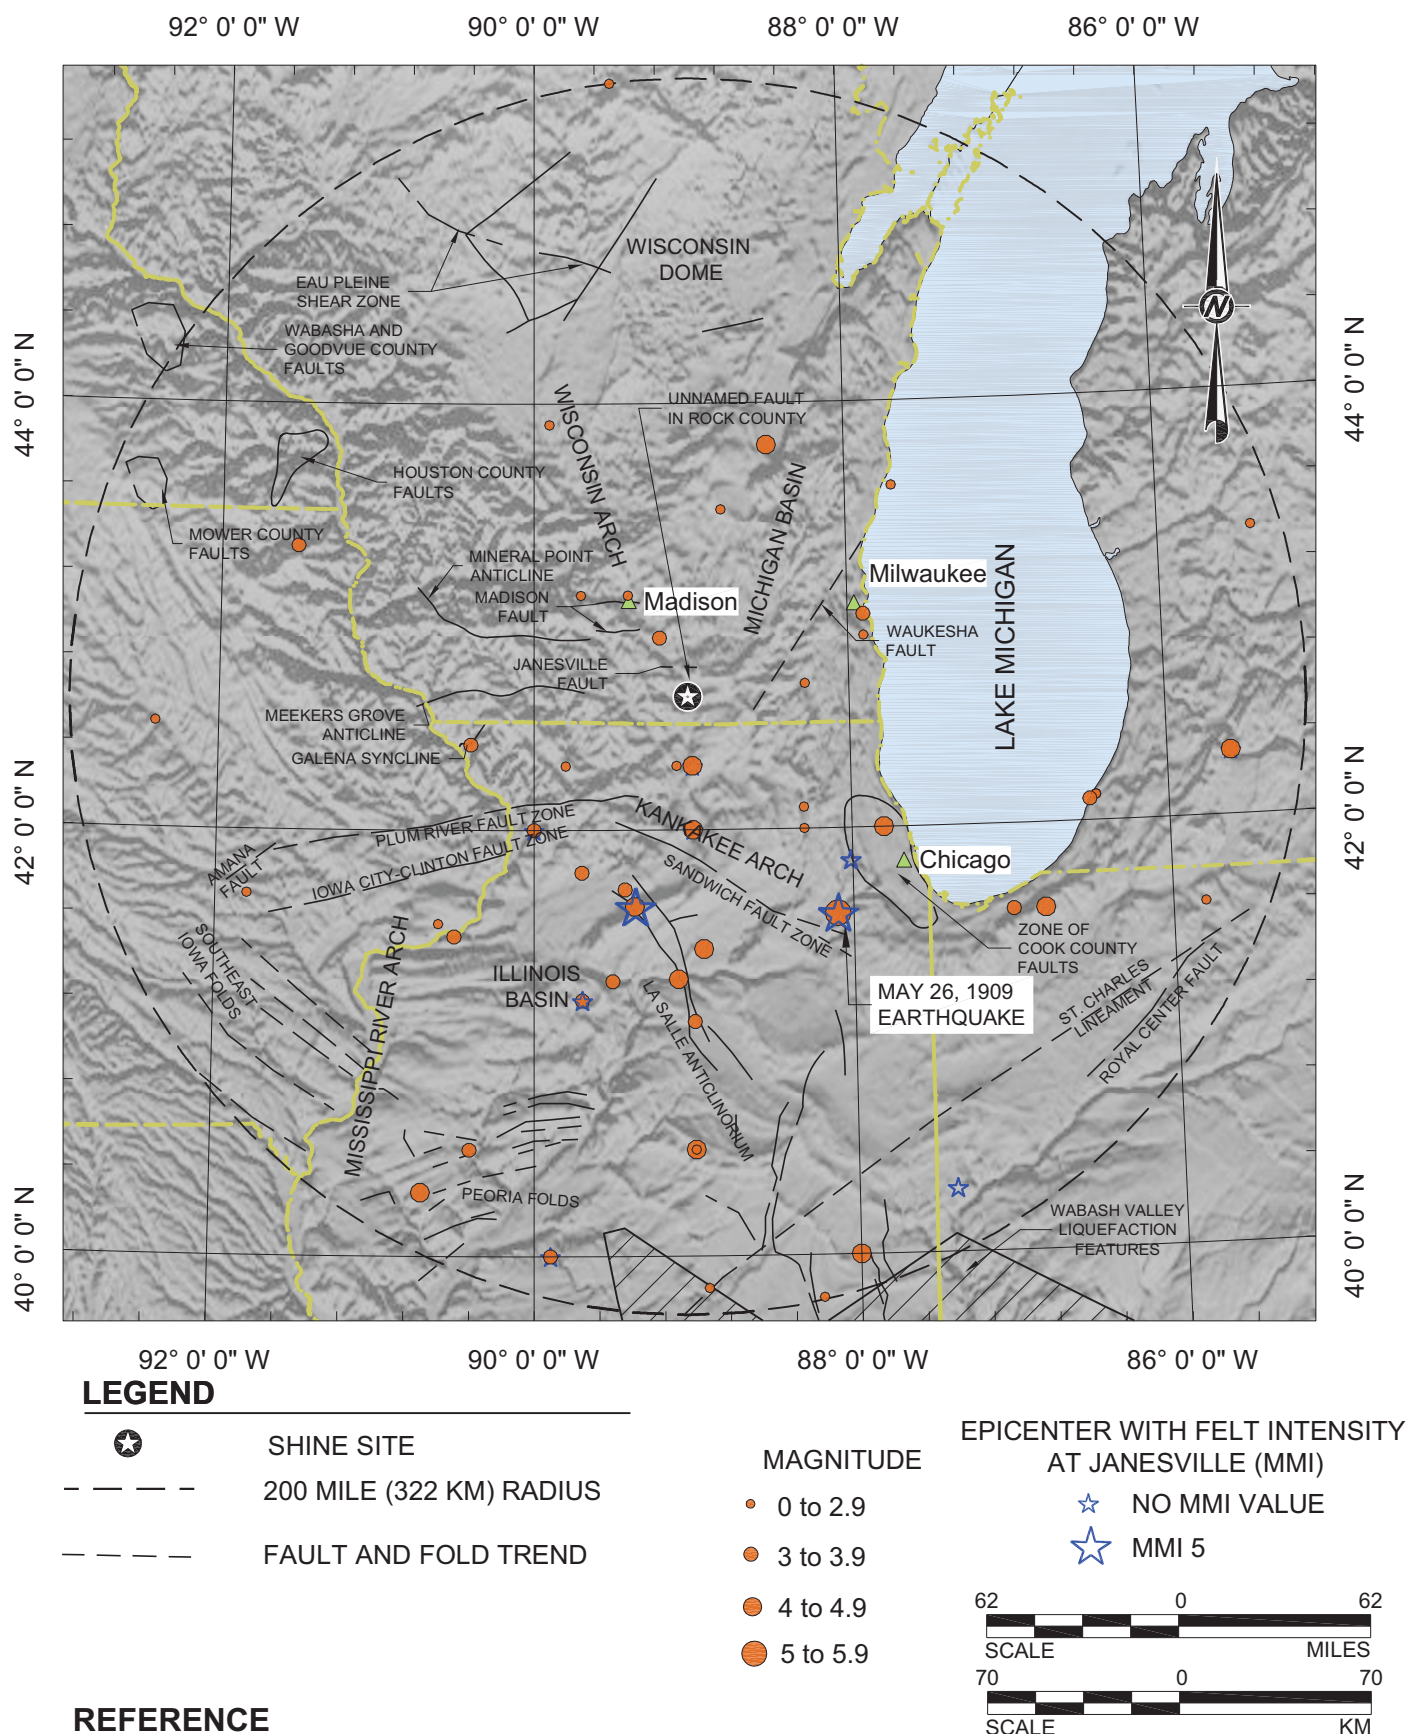 92° 0' 0" W
90° 0' 0" W
88° 0' 0" W
86° 0' 0" W
WISCONSIN
DOME
EAU PLEINE
SHEAR ZONE
N
WABASHA AND
GOODVUE COUNTY
FAULTS
44° 0' 0" N
44° 0' 0" N
UNNAMED FAULT
IN ROCK COUNTY
WISCONSIN ARCH
HOUSTON COUNTY
FAULTS
MICHIGAN BASIN
MOWER COUNTY
FAULTS
MINERAL POINT
ANTICLINE
MADISON
FAULT
Madison
Milwaukee
LAKE MICHIGAN
WAUKESHA
FAULT
JANESVILLE
FAULT
MEEKERS GROVE
ANTICLINE
GALENA SYNCLINE
42° 0' 0" N
42° 0' 0" N
PLUM RIVER FAULT ZONE
KANKAKEE ARCH
AMANA
FAULT
IOWA CITY-CLINTON FAULT ZONE
SANDWICH FAULT ZONE
Chicago
ZONE OF
COOK COUNTY
FAULTS
SOUTHEAST
IOWA FOLDS
MISSISSIPPI RIVER ARCH
ILLINOIS
BASIN
LA SALLE ANTICLINORIUM
MAY 26, 1909
EARTHQUAKE
ST. CHARLES
LINEAMENT
ROYAL CENTER FAULT
PEORIA FOLDS
WABASH VALLEY
LIQUEFACTION
FEATURES
40° 0' 0" N
40° 0' 0" N
92° 0' 0" W
90° 0' 0" W
88° 0' 0" W
86° 0' 0" W
LEGEND
SHINE SITE
200 MILE (322 KM) RADIUS
FAULT AND FOLD TREND
MAGNITUDE
0 to 2.9
3 to 3.9
4 to 4.9
5 to 5.9
EPICENTER WITH FELT INTENSITY
AT JANESVILLE (MMI)
NO MMI VALUE
MMI 5
62 0 62
SCALE MILES
70 0 70
SCALE KM
REFERENCE